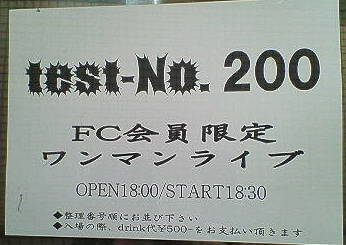 test-No. 200
FC会員限定
ワンマンライブ
OPEN18:00/START18:30
◆整理番号順にお並び下さい
◆入場の際、drink代¥500-をお支払い頂きます